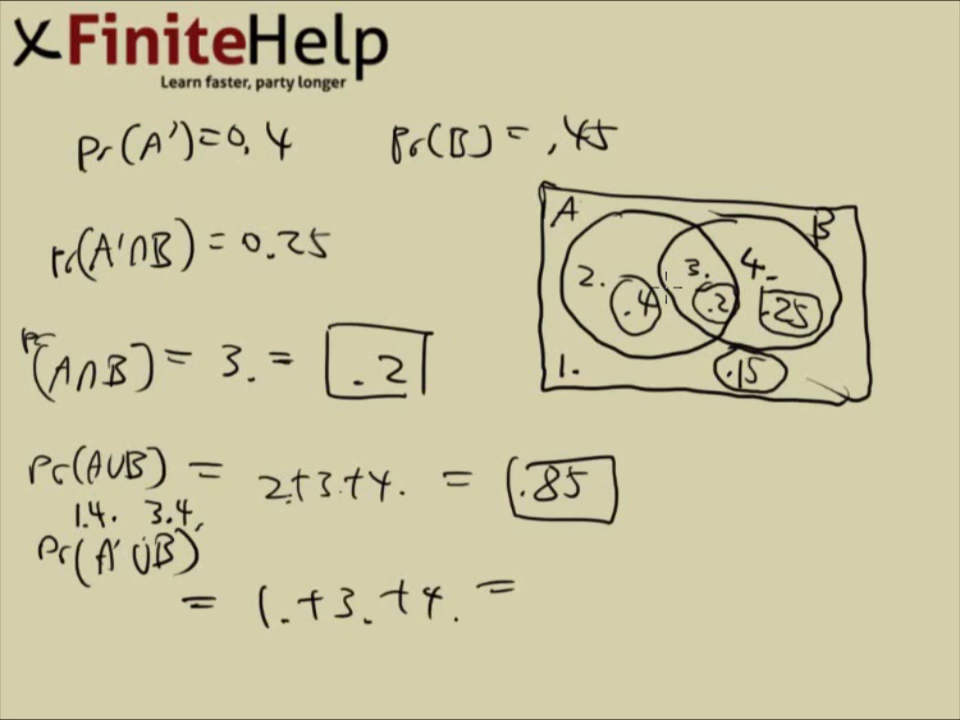 xFiniteHelp
Learn faster, party longer
Pr(A')=0.4 Pr(B)=.45
A B
Pr(A'∩B)=0.25
2. 3. 4.
.4 .2 .25
Pr(A∩B)=3.=.2
1. .15
Pr(A∪B)=2.+3.+4.=.85
1.4. 3.4.
Pr(A'∪B)
=1.+3.+4.=